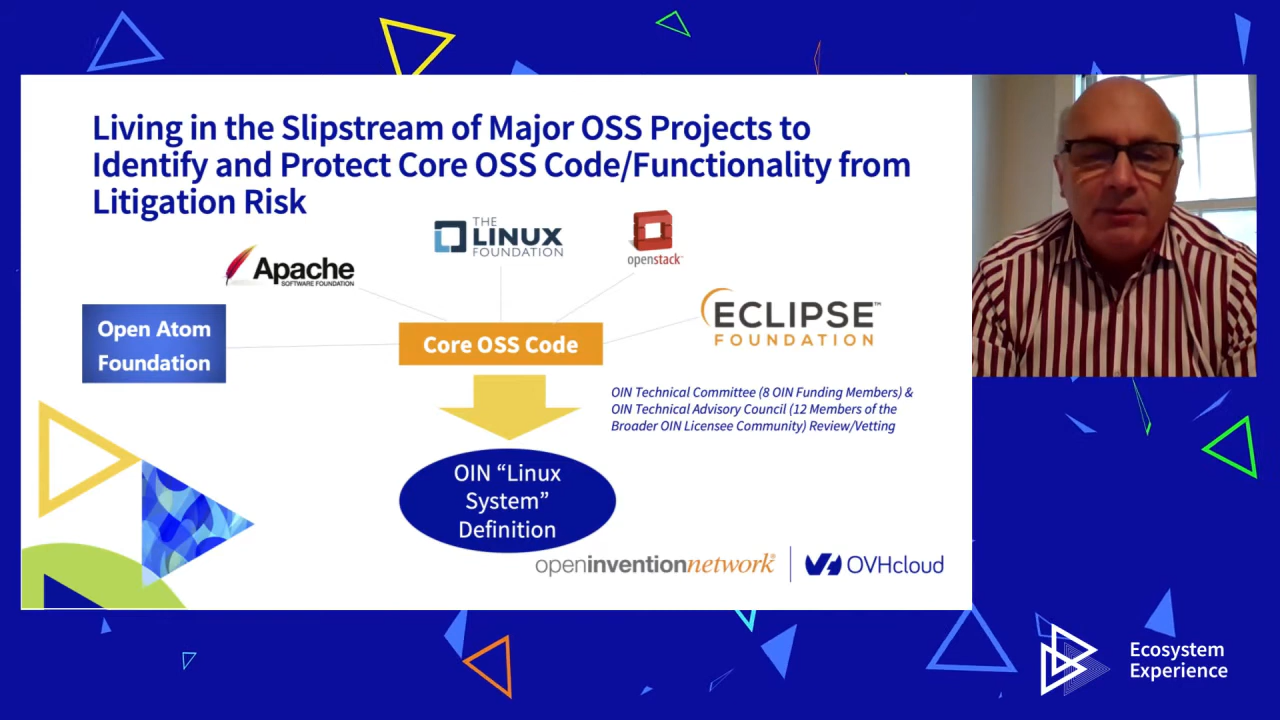 Living in the Slipstream of Major OSS Projects to
Identify and Protect Core OSS Code/Functionality from
Litigation Risk
THE
LINUX
FOUNDATION
openstack™
Apache
SOFTWARE FOUNDATION
ECLIPSE™
FOUNDATION
Open Atom
Foundation
Core OSS Code
OIN Technical Committee (8 OIN Funding Members) &
OIN Technical Advisory Council (12 Members of the
Broader OIN Licensee Community) Review/Vetting
OIN “Linux
System”
Definition
openinventionnetwork®
OVHcloud
Ecosystem
Experience